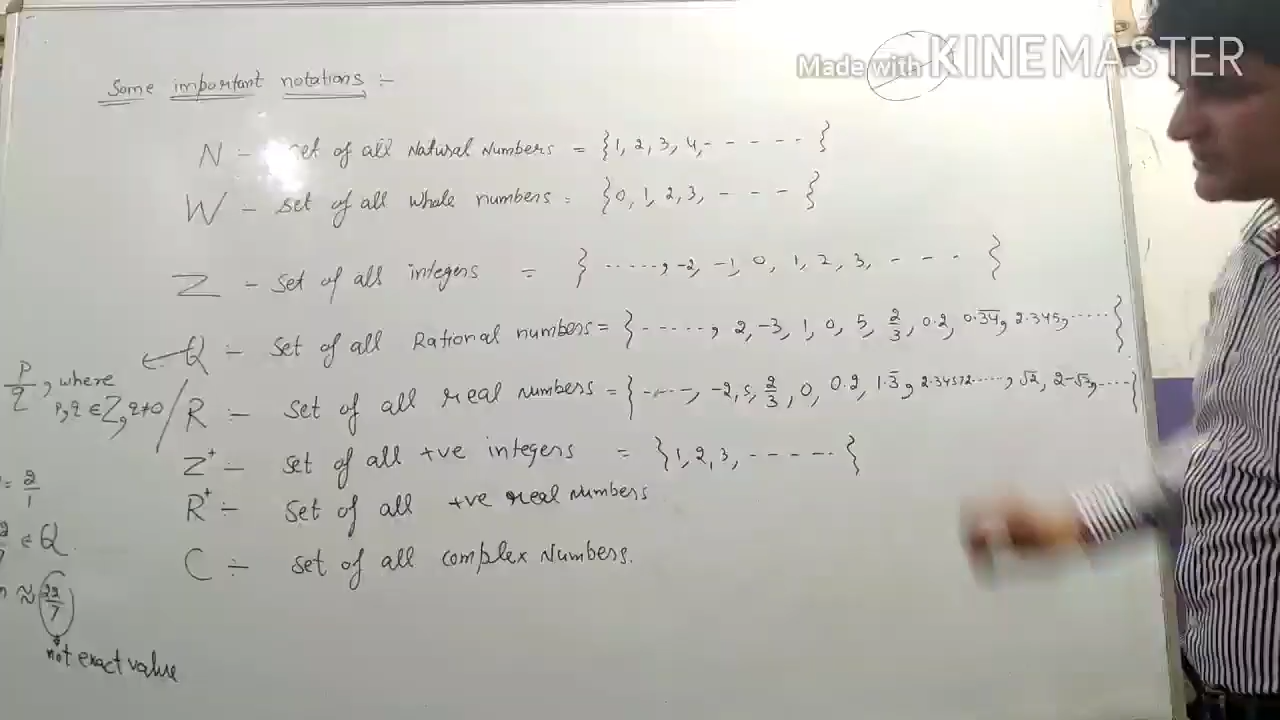 Made with KINEMASTER
Some important notations :-
N - set of all Natural Numbers = {1, 2, 3, 4, - - - - - }
W - set of all whole numbers = {0, 1, 2, 3, - - - }
Z - set of all integers = { ....., -2, -1, 0, 1, 2, 3, - - - }
Q :- set of all Rational numbers = { - - - - - , 2, -3, 1, 0, 5, 2/3, 0.2, 0.3̅4̅, 2.345, ..... }
P/q, where
p, q ∈ Z, q≠0
R :- set of all real numbers = { - - - - , -2, 5, 2/3, 0, 0.2, 1.3̅, 2.34572....., √2, 2-√3, .... }
Z⁺ - set of all +ve integers = {1, 2, 3, - - - - - }
= 2/1
R⁺ :- set of all +ve real numbers
∈ Q
C :- set of all complex Numbers.
≈ 22/7
not exact value